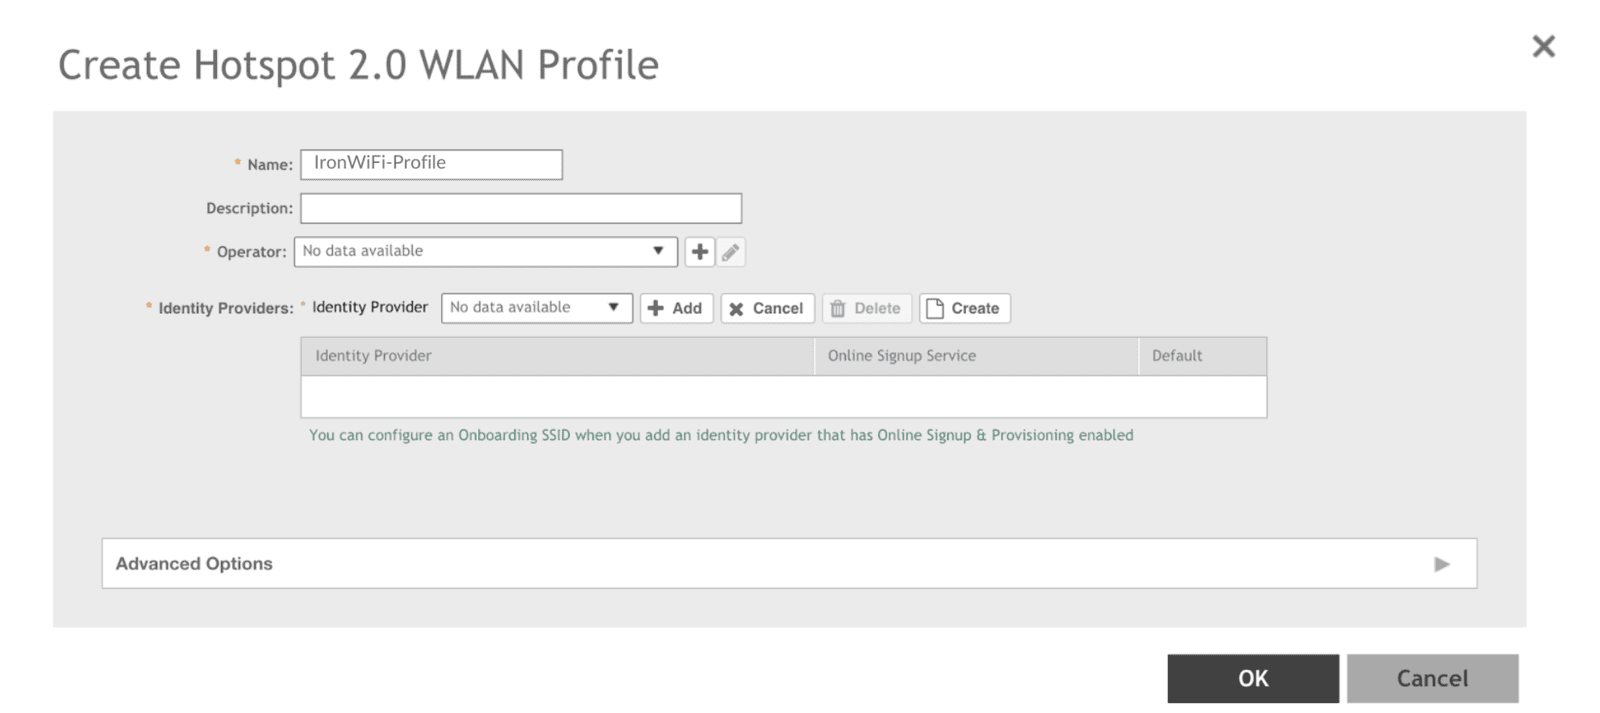 Create Hotspot 2.0 WLAN Profile
* Name: IronWiFi-Profile
Description:
* Operator: No data available
* Identity Providers: * Identity Provider No data available Add Cancel Delete Create
Identity Provider Online Signup Service Default
You can configure an Onboarding SSID when you add an identity provider that has Online Signup & Provisioning enabled
Advanced Options
OK Cancel